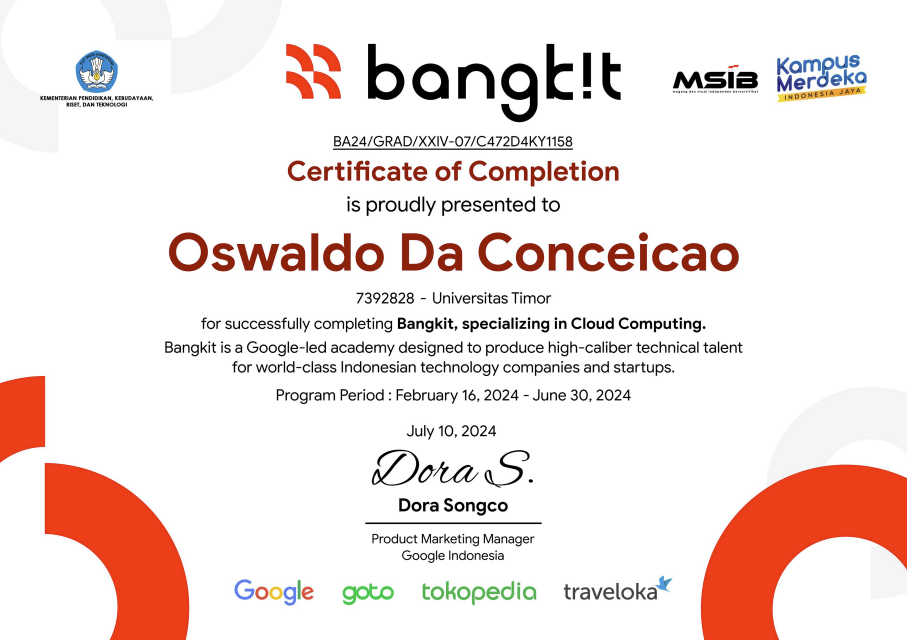 KEMENTERIAN PENDIDIKAN, KEBUDAYAAN,
RISET, DAN TEKNOLOGI
bangk!t
MSIB
Kampus
Merdeka
INDONESIA JAYA
BA24/GRAD/XXIV-07/C472D4KY1158
Certificate of Completion
is proudly presented to
Oswaldo Da Conceicao
7392828 - Universitas Timor
for successfully completing Bangkit, specializing in Cloud Computing.
Bangkit is a Google-led academy designed to produce high-caliber technical talent
for world-class Indonesian technology companies and startups.
Program Period : February 16, 2024 - June 30, 2024
July 10, 2024
Dora S.
Dora Songco
Product Marketing Manager
Google Indonesia
Google goto tokopedia traveloka